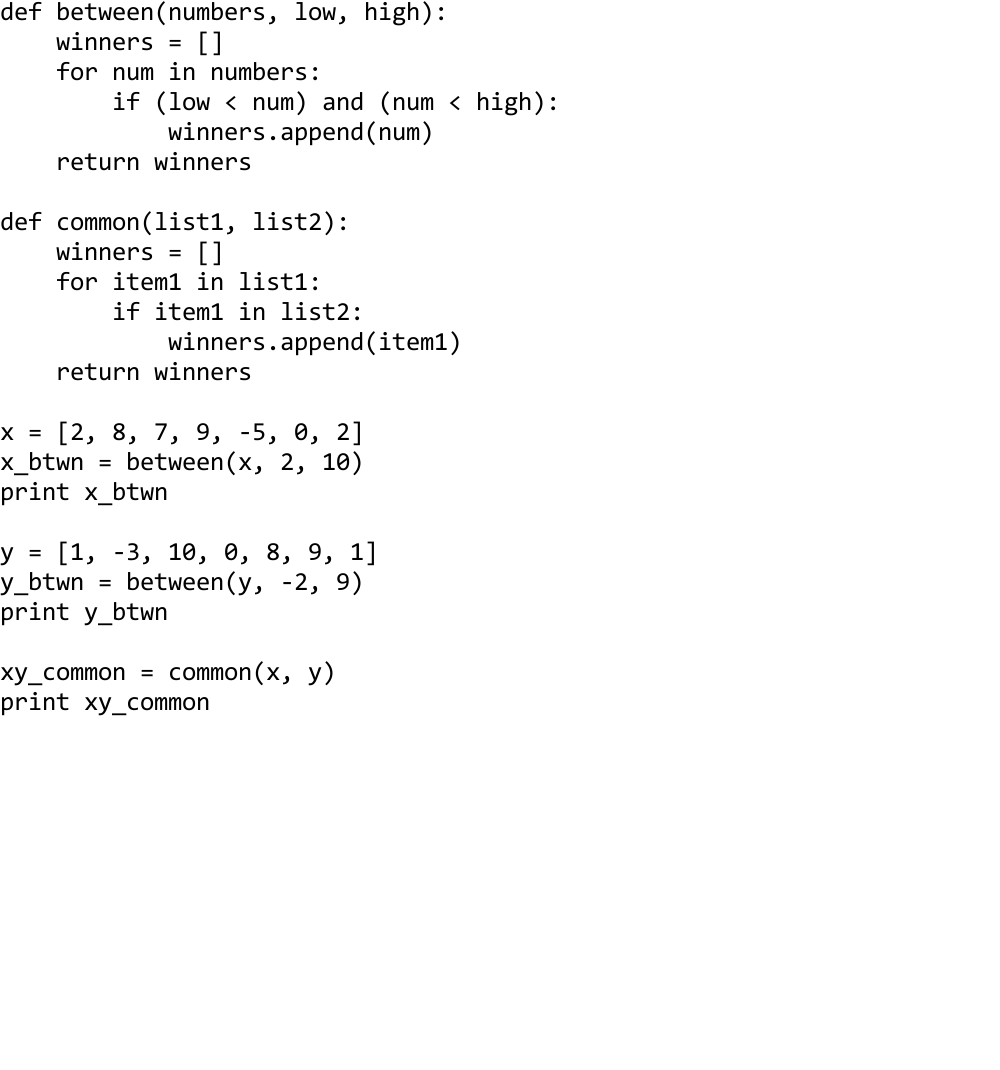 def between(numbers, low, high):
    winners = []
    for num in numbers:
        if (low < num) and (num < high):
            winners.append(num)
    return winners

def common(list1, list2):
    winners = []
    for item1 in list1:
        if item1 in list2:
            winners.append(item1)
    return winners

x = [2, 8, 7, 9, -5, 0, 2]
x_btwn = between(x, 2, 10)
print x_btwn

y = [1, -3, 10, 0, 8, 9, 1]
y_btwn = between(y, -2, 9)
print y_btwn

xy_common = common(x, y)
print xy_common